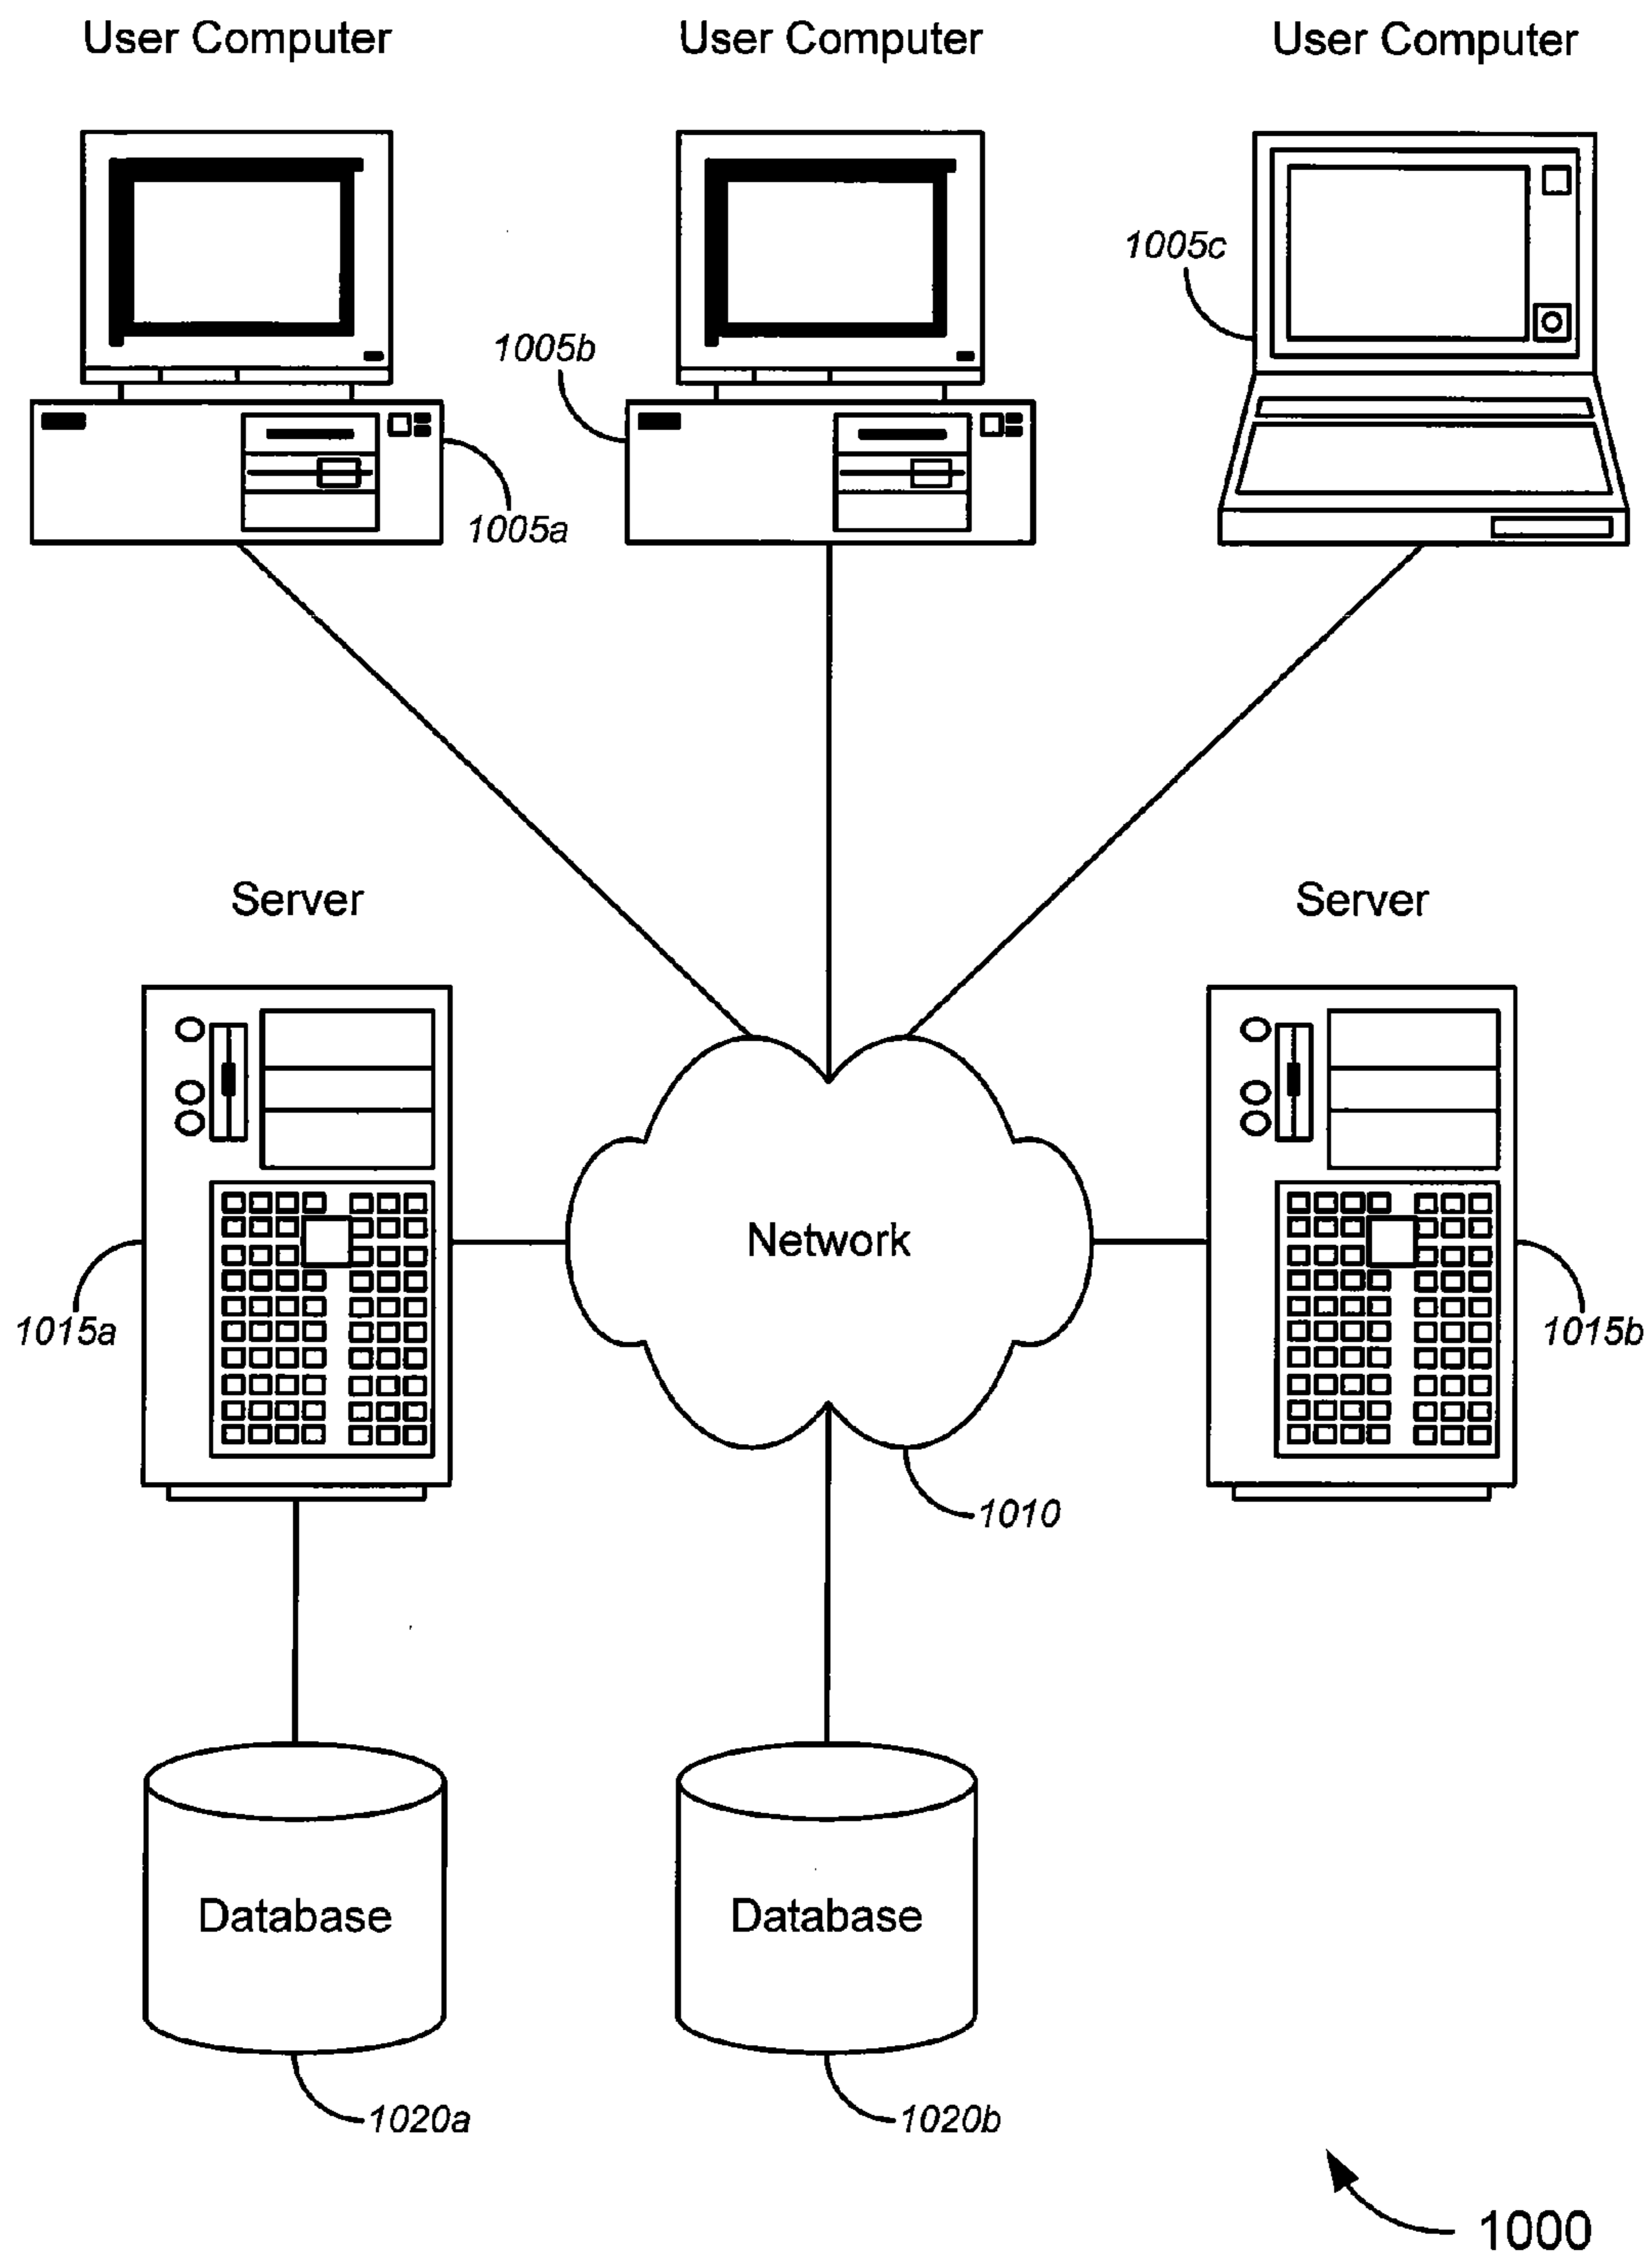 User Computer
User Computer
User Computer
1005c
1005b
1005a
Server
Server
Network
1015a
1015b
1010
Database
Database
1020a
1020b
1000